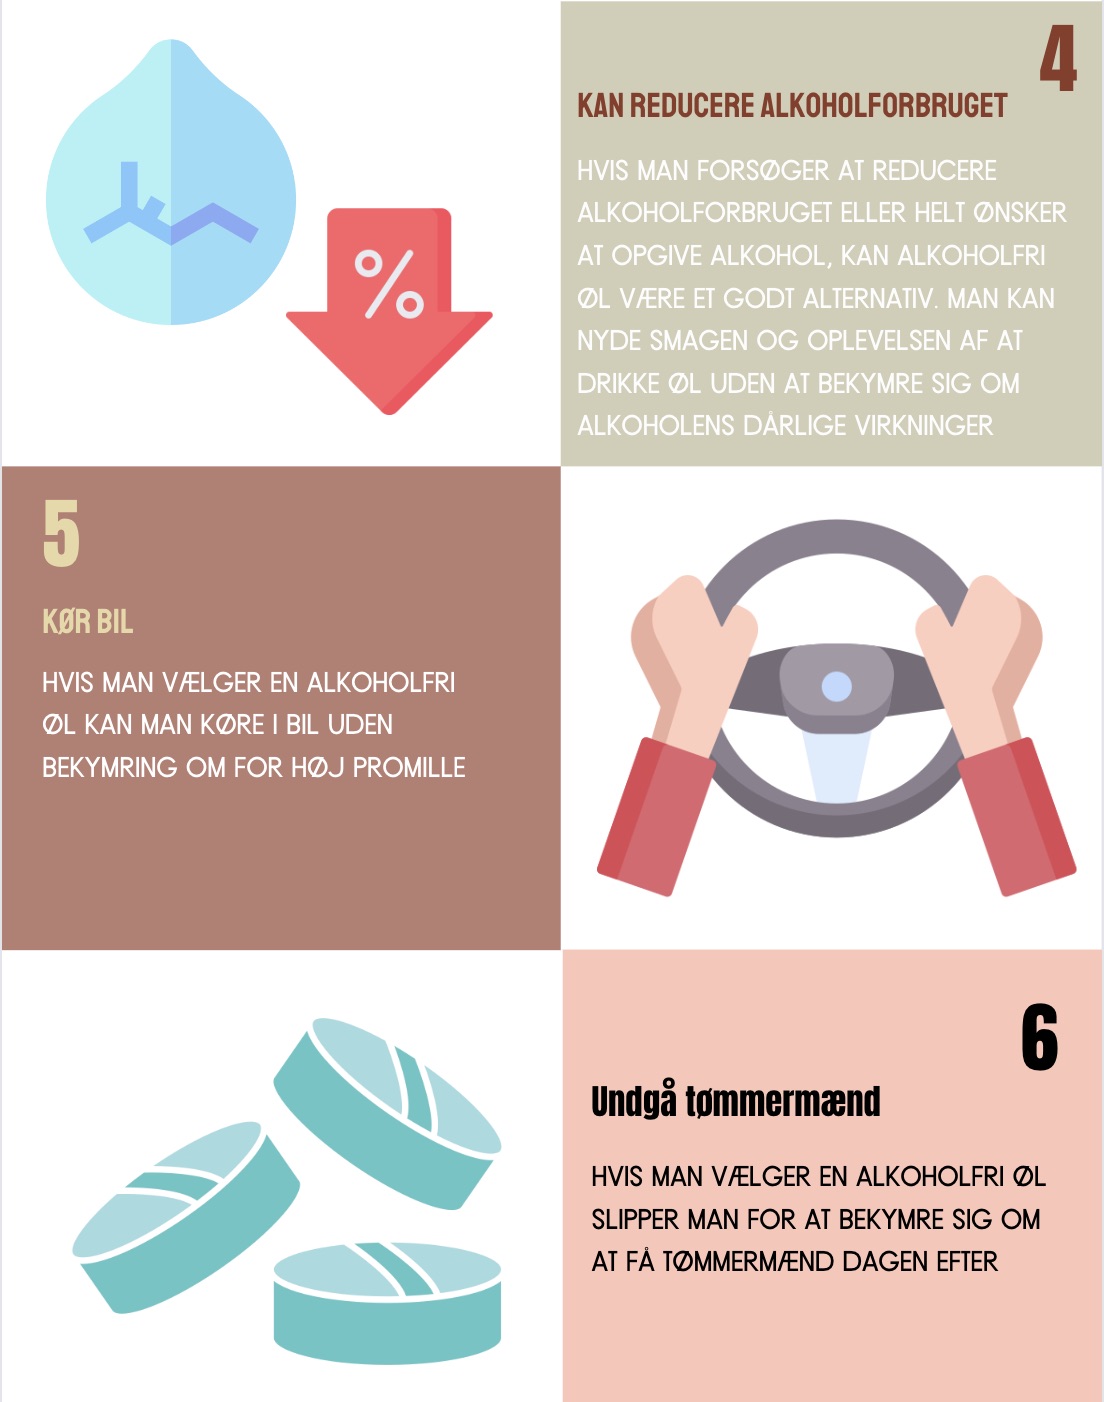 4
KAN REDUCERE ALKOHOLFORBRUGET
HVIS MAN FORSØGER AT REDUCERE
ALKOHOLFORBRUGET ELLER HELT ØNSKER
AT OPGIVE ALKOHOL, KAN ALKOHOLFRI
ØL VÆRE ET GODT ALTERNATIV. MAN KAN
NYDE SMAGEN OG OPLEVELSEN AF AT
DRIKKE ØL UDEN AT BEKYMRE SIG OM
ALKOHOLENS DÅRLIGE VIRKNINGER
%
5
KØR BIL
HVIS MAN VÆLGER EN ALKOHOLFRI
ØL KAN MAN KØRE I BIL UDEN
BEKYMRING OM FOR HØJ PROMILLE
6
Undgå tømmermænd
HVIS MAN VÆLGER EN ALKOHOLFRI ØL
SLIPPER MAN FOR AT BEKYMRE SIG OM
AT FÅ TØMMERMÆND DAGEN EFTER